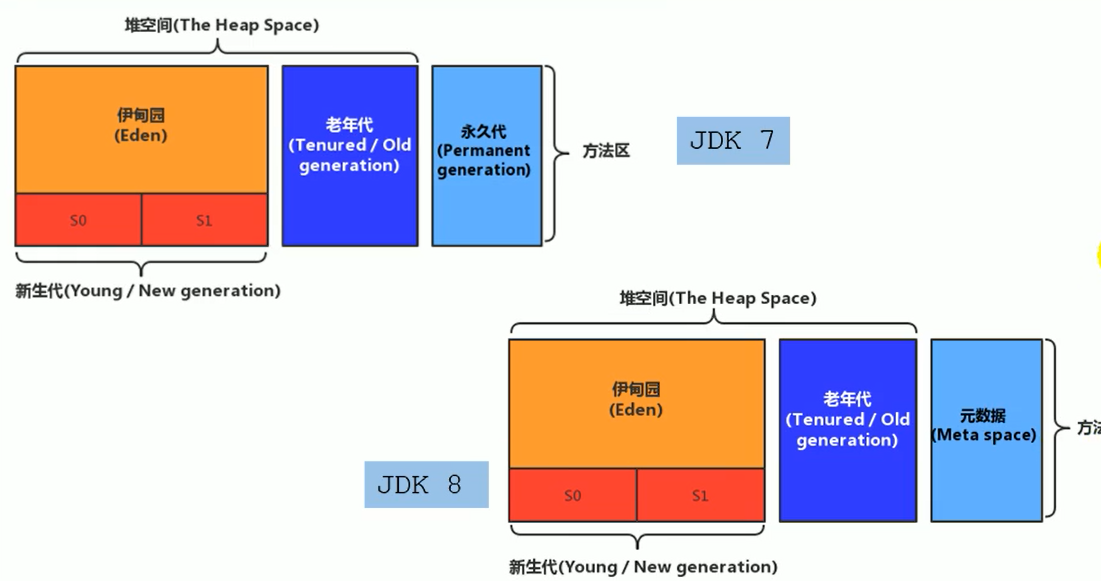 堆空间(The Heap Space)
伊甸园
(Eden)
S0
S1
老年代
(Tenured / Old
generation)
永久代
(Permanent
generation)
方法区
JDK 7
新生代(Young / New generation)
堆空间(The Heap Space)
伊甸园
(Eden)
S0
S1
老年代
(Tenured / Old
generation)
元数据
(Meta space)
方法
JDK 8
新生代(Young / New generation)